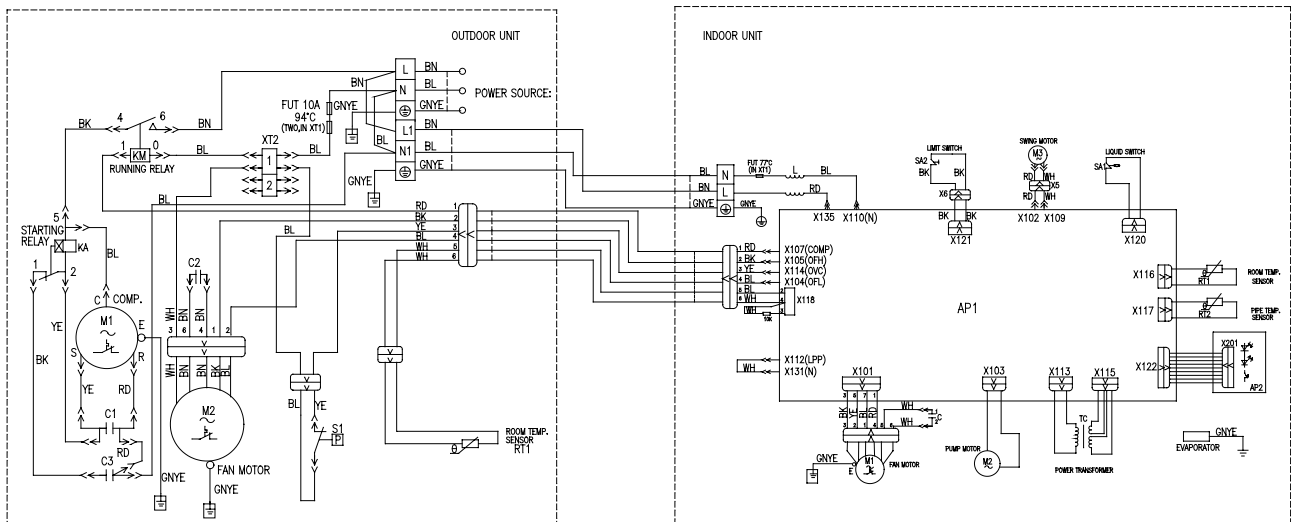 OUTDOOR UNIT
L
BN
N
BL
POWER SOURCE:
GNYE
L1
BN
N1
BL
GNYE
BN
BL
BN
FUT 10A
94°C
(TWO,IN XT1)
GNYE
BL
GNYE
BK
4
6
BN
1
KM
0
RUNNING RELAY
BL
XT2
1
2
BL
BL
BL
BL
5
STARTING
RELAY
KA
1
2
BL
C
COMP.
M1
E
S
R
YE
BK
YE
RD
C1
RD
C3
GNYE
C2
WH
BN
BN
3
6
4
1
2
WH
BN
BN
BK
BL
M2
FAN MOTOR
GNYE
BL
YE
S1
P
RD
1
BK
2
YE
3
BL
4
WH
5
WH
6
ROOM TEMP.
SENSOR
RT1
θ
INDOOR UNIT
BL
N
BN
L
GNYE
GNYE
FUT 77°C
(IN XT1)
L
BL
RD
X135
X110(N)
LIMIT SWITCH
SA2
BK
BK
X6
BK
BK
X121
SWING MOTOR
M3
RD
WH
X5
RD
WH
X102
X109
LIQUID SWITCH
SA1
X120
1
RD
X107(COMP)
2
BK
X105(OFH)
3
YE
X114(OVC)
4
BL
X104(OFL)
5
BL
6
WH
WH
X118
10K
X112(LPP)
WH
X131(N)
AP1
X116
θ
RT1
ROOM TEMP.
SENSOR
X117
θ
RT2
PIPE TEMP.
SENSOR
X122
X201
AP2
X101
BK
YE
BL
RD
WH
WH
C
GNYE
E
M1
FAN MOTOR
X103
PUMP MOTOR
M2
X113
X115
TC
POWER TRANSFORMER
GNYE
EVAPORATOR